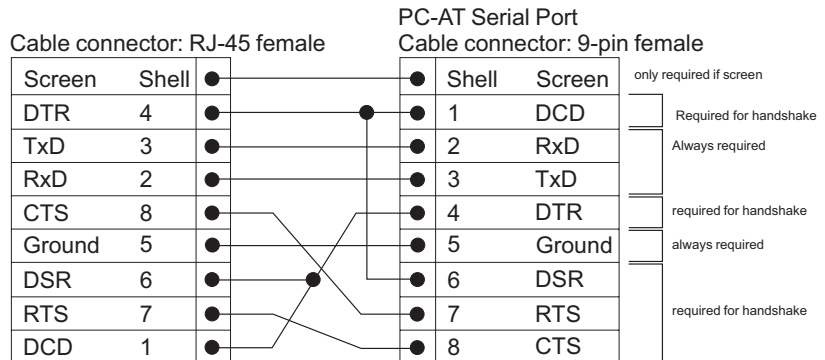 PC-AT Serial Port
Cable connector: RJ-45 female Cable connector: 9-pin female
Screen Shell Shell Screen only required if screen
DTR 4 1 DCD Required for handshake
TxD 3 2 RxD Always required
RxD 2 3 TxD
CTS 8 4 DTR required for handshake
Ground 5 5 Ground always required
DSR 6 6 DSR
RTS 7 7 RTS required for handshake
DCD 1 8 CTS